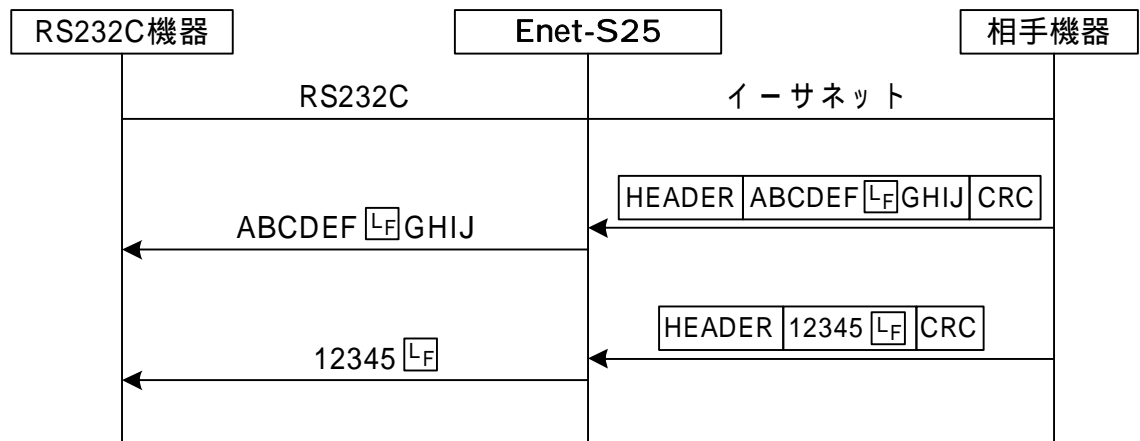 RS232C機器 Enet-S25 相手機器
RS232C イーサネット
HEADER ABCDEF LF GHIJ CRC
ABCDEF LF GHIJ
HEADER 12345 LF CRC
12345 LF